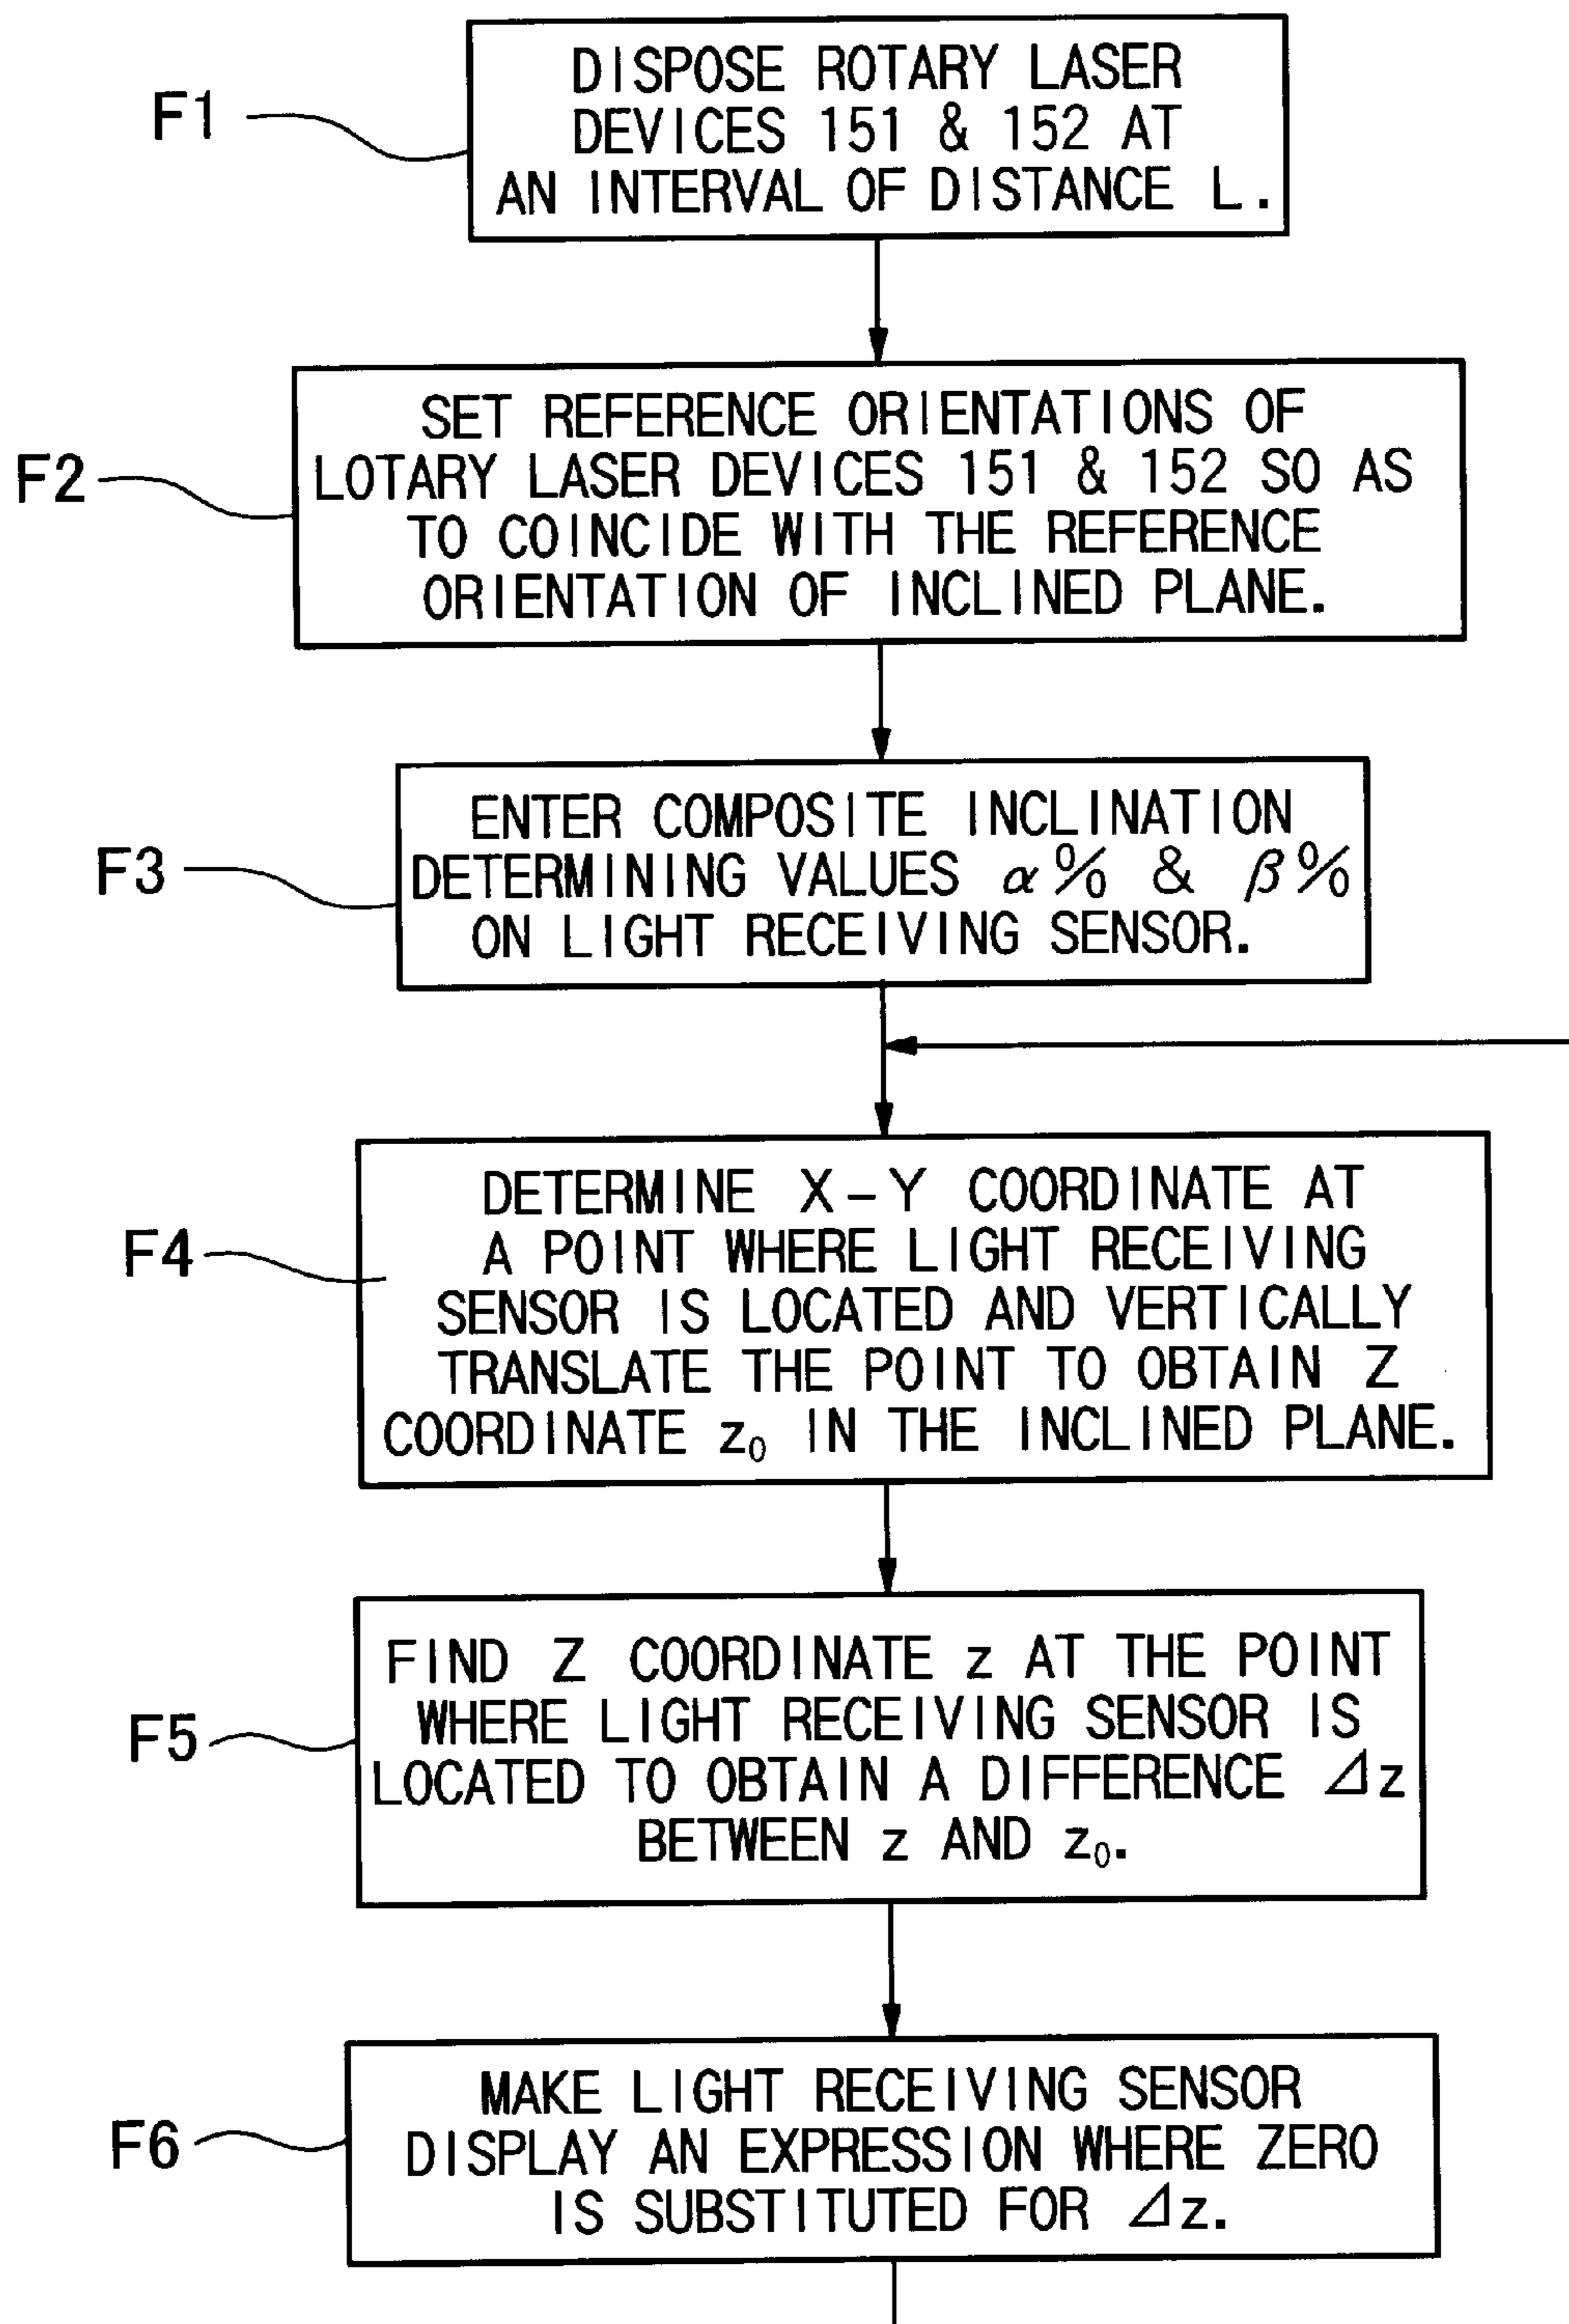 F1
DISPOSE ROTARY LASER
DEVICES 151 & 152 AT
AN INTERVAL OF DISTANCE L.
F2
SET REFERENCE ORIENTATIONS OF
LOTARY LASER DEVICES 151 & 152 SO AS
TO COINCIDE WITH THE REFERENCE
ORIENTATION OF INCLINED PLANE.
F3
ENTER COMPOSITE INCLINATION
DETERMINING VALUES α% & β%
ON LIGHT RECEIVING SENSOR.
F4
DETERMINE X-Y COORDINATE AT
A POINT WHERE LIGHT RECEIVING
SENSOR IS LOCATED AND VERTICALLY
TRANSLATE THE POINT TO OBTAIN Z
COORDINATE z₀ IN THE INCLINED PLANE.
F5
FIND Z COORDINATE z AT THE POINT
WHERE LIGHT RECEIVING SENSOR IS
LOCATED TO OBTAIN A DIFFERENCE ⊿z
BETWEEN z AND z₀.
F6
MAKE LIGHT RECEIVING SENSOR
DISPLAY AN EXPRESSION WHERE ZERO
IS SUBSTITUTED FOR ⊿z.